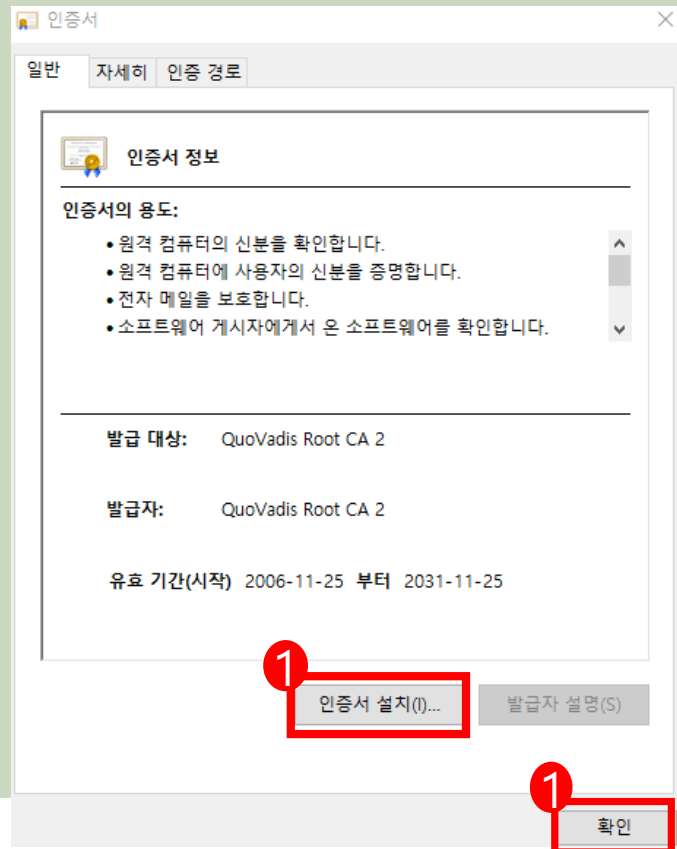 인증서
일반 자세히 인증 경로
인증서 정보
인증서의 용도:
• 원격 컴퓨터의 신분을 확인합니다.
• 원격 컴퓨터에 사용자의 신분을 증명합니다.
• 전자 메일을 보호합니다.
• 소프트웨어 게시자에게서 온 소프트웨어를 확인합니다.
발급 대상: QuoVadis Root CA 2
발급자: QuoVadis Root CA 2
유효 기간(시작) 2006-11-25 부터 2031-11-25
1
인증서 설치(I)... 발급자 설명(S)
1
확인